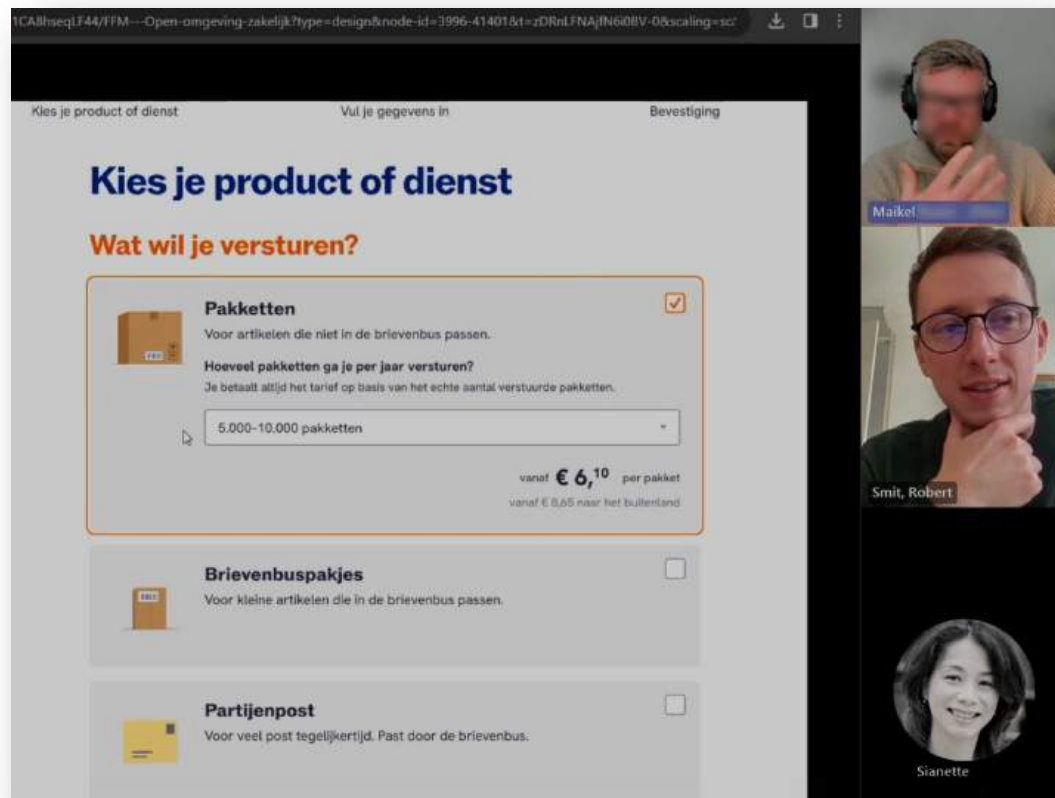 1CA8hseqLF44/FFM---Open-omgeving-zakelijk?type=design&node-id=3996-41401&t=zDRnLFNAjfN6i0BV-0&scaling=sc
Kies je product of dienst
Vul je gegevens in
Bevestiging
Kies je product of dienst
Wat wil je versturen?
Pakketten
Voor artikelen die niet in de brievenbus passen.
Hoeveel pakketten ga je per jaar versturen?
Je betaalt altijd het tarief op basis van het echte aantal verstuurde pakketten.
5.000-10.000 pakketten
vanaf € 6,10 per pakket
vanaf € 8,65 naar het buitenland
Brievenbuspakjes
Voor kleine artikelen die in de brievenbus passen.
Partijenpost
Voor veel post tegelijkertijd. Past door de brievenbus.
Maikel
Smit, Robert
Sianette